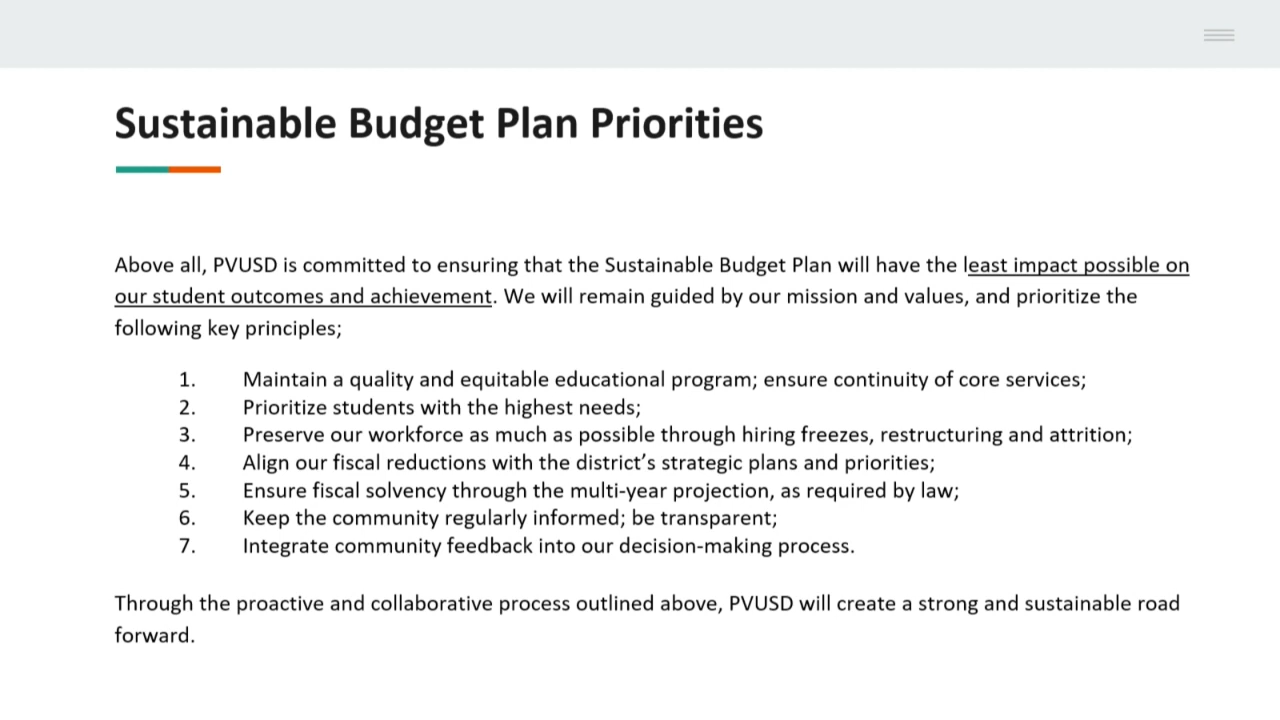 Sustainable Budget Plan Priorities
Above all, PVUSD is committed to ensuring that the Sustainable Budget Plan will have the least impact possible on
our student outcomes and achievement. We will remain guided by our mission and values, and prioritize the
following key principles;
1. Maintain a quality and equitable educational program; ensure continuity of core services;
2. Prioritize students with the highest needs;
3. Preserve our workforce as much as possible through hiring freezes, restructuring and attrition;
4. Align our fiscal reductions with the district’s strategic plans and priorities;
5. Ensure fiscal solvency through the multi-year projection, as required by law;
6. Keep the community regularly informed; be transparent;
7. Integrate community feedback into our decision-making process.
Through the proactive and collaborative process outlined above, PVUSD will create a strong and sustainable road
forward.